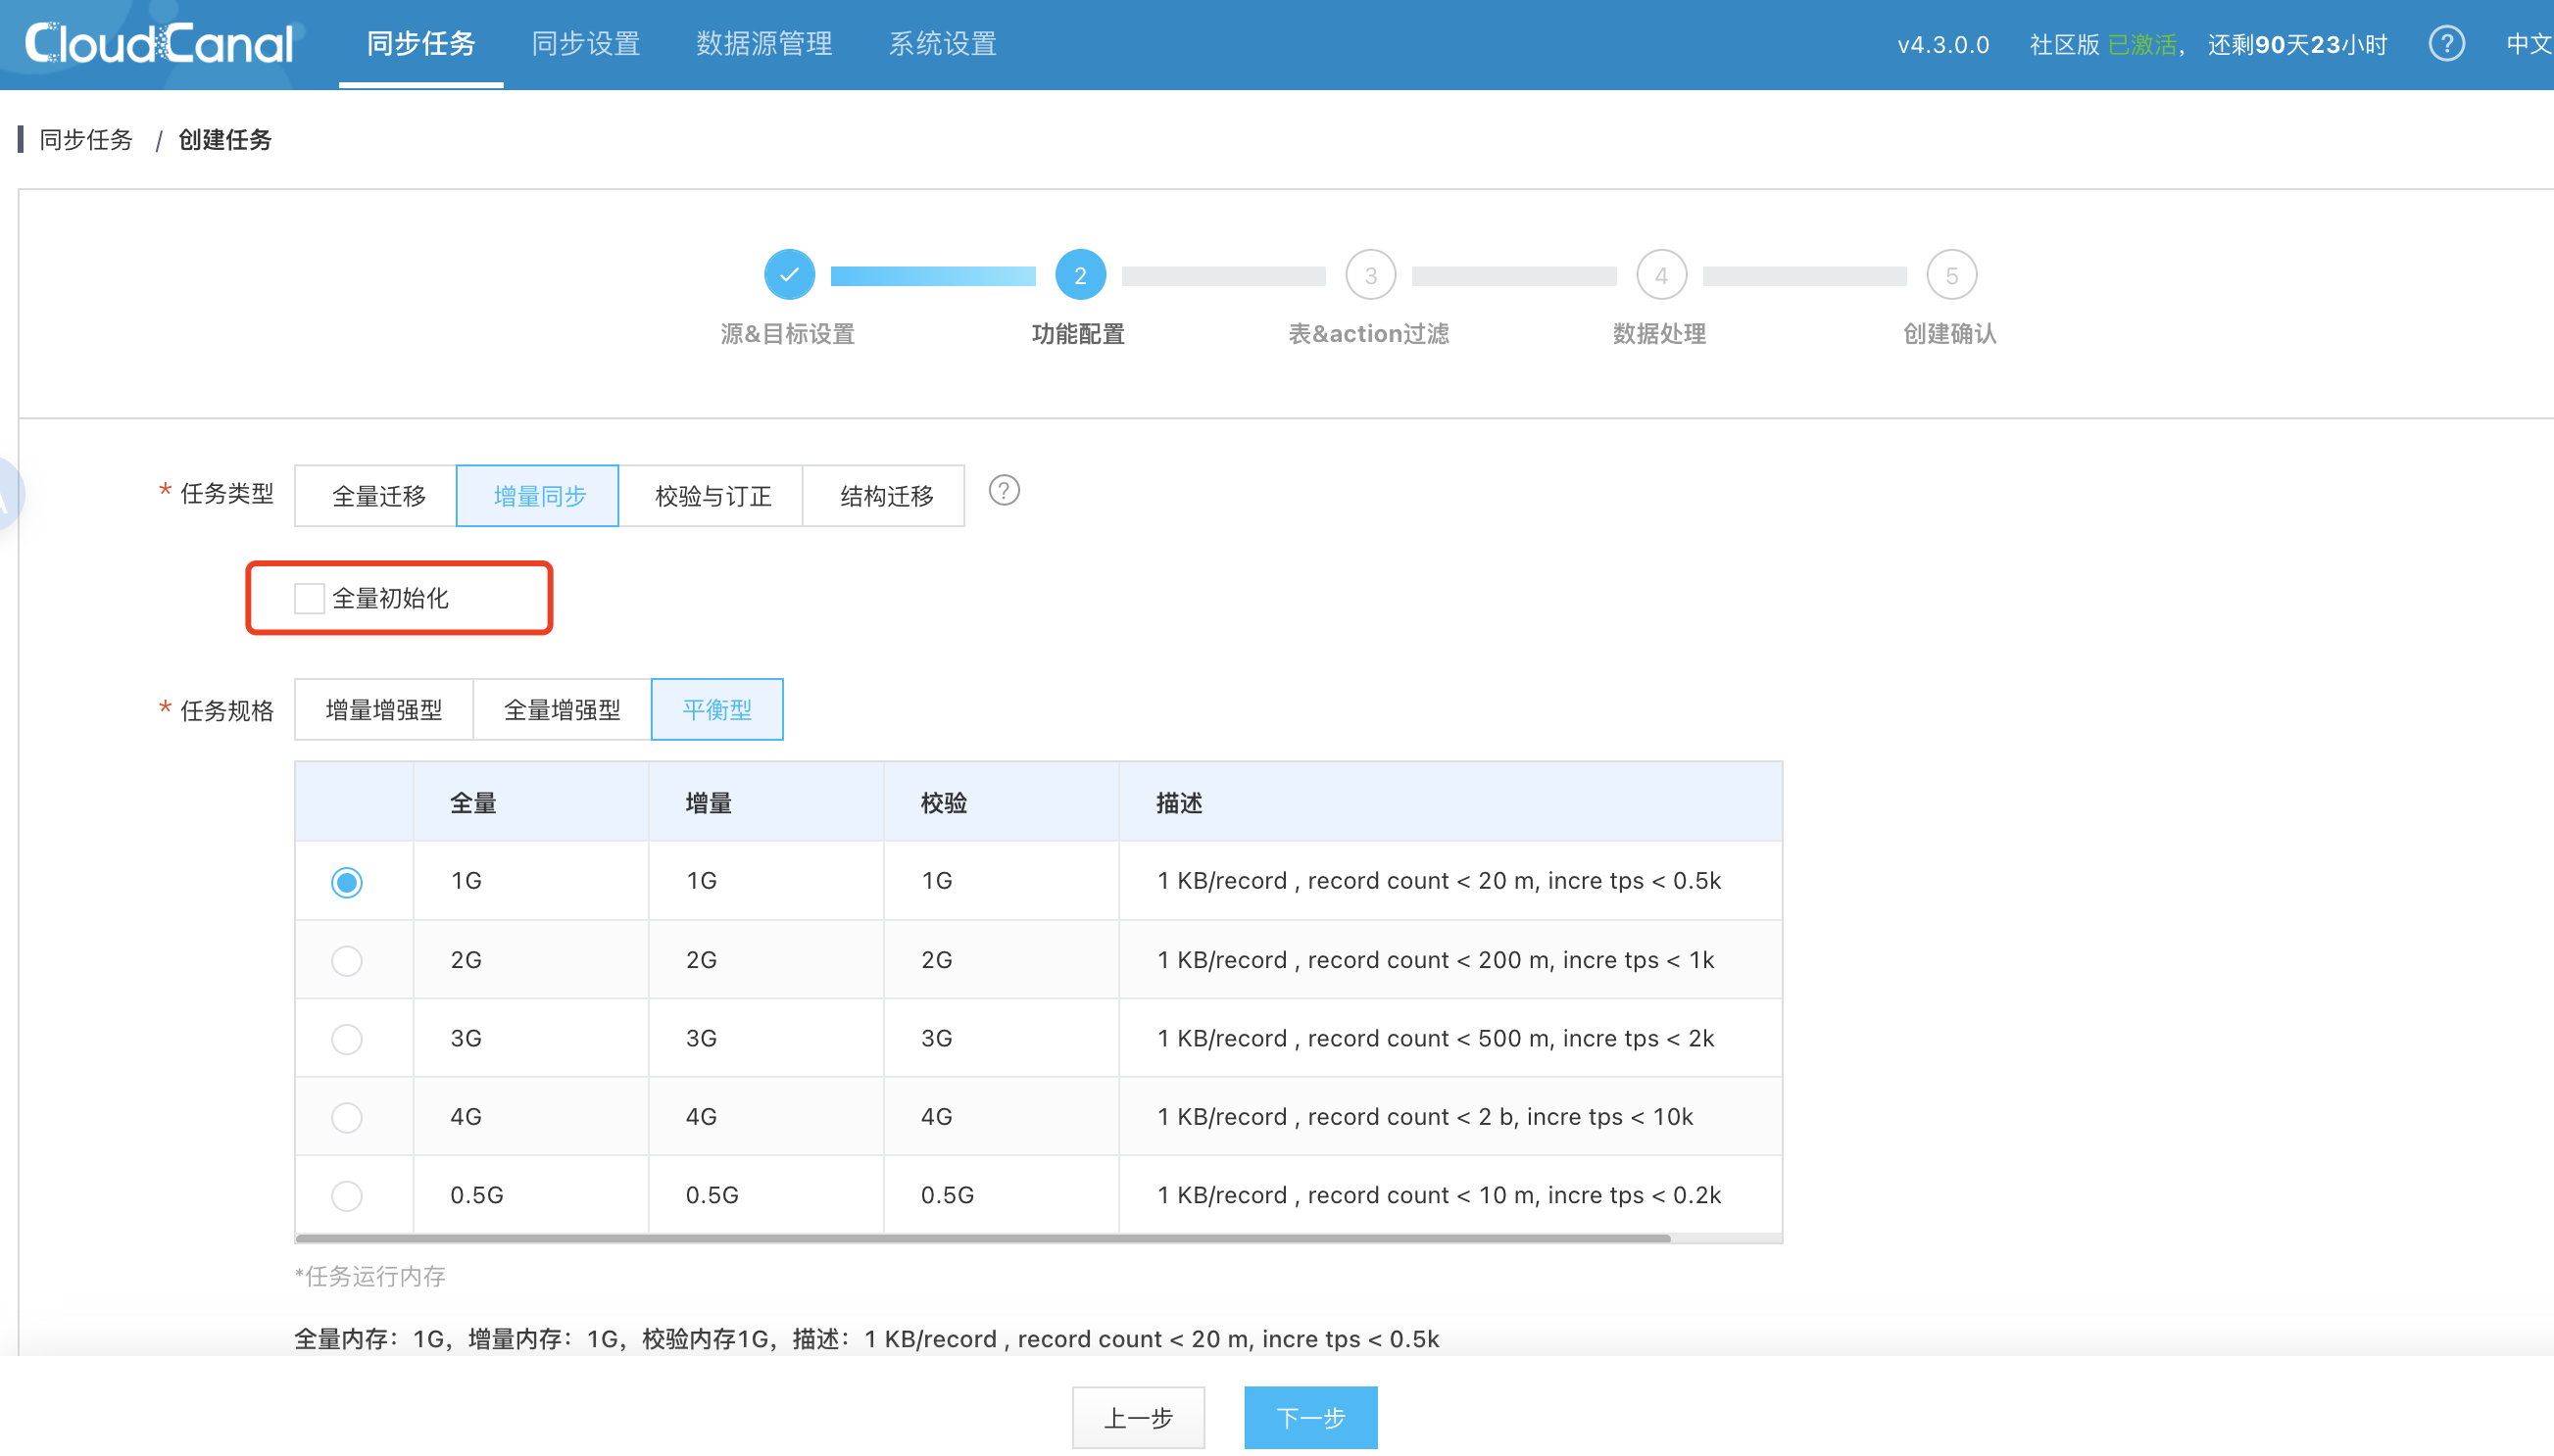 CloudCanal 同步任务 同步设置 数据源管理 系统设置 v4.3.0.0 社区版 已激活, 还剩90天23小时 ? 中文
同步任务 / 创建任务
2 3 4 5
源&目标设置 功能配置 表&action过滤 数据处理 创建确认
* 任务类型 全量迁移 增量同步 校验与订正 结构迁移 ?
全量初始化
* 任务规格 增量增强型 全量增强型 平衡型
全量 增量 校验 描述
1G 1G 1G 1 KB/record , record count < 20 m, incre tps < 0.5k
2G 2G 2G 1 KB/record , record count < 200 m, incre tps < 1k
3G 3G 3G 1 KB/record , record count < 500 m, incre tps < 2k
4G 4G 4G 1 KB/record , record count < 2 b, incre tps < 10k
0.5G 0.5G 0.5G 1 KB/record , record count < 10 m, incre tps < 0.2k
*任务运行内存
全量内存：1G，增量内存：1G，校验内存1G，描述：1 KB/record , record count < 20 m, incre tps < 0.5k
上一步 下一步